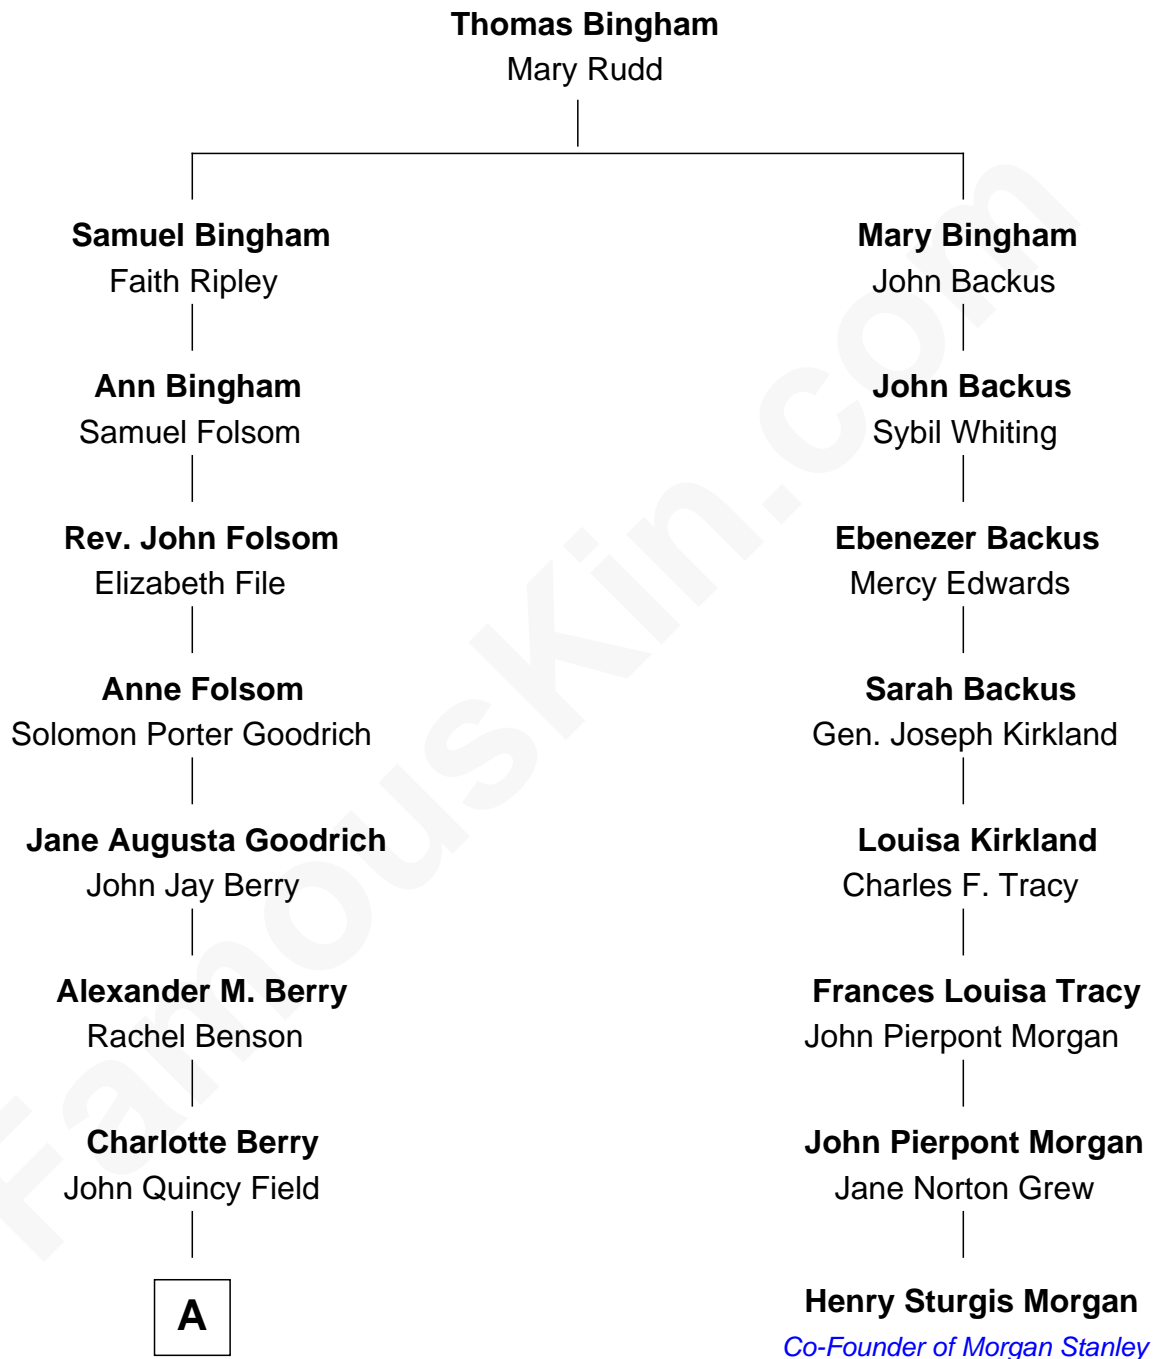 Thomas Bingham
Mary Rudd
Samuel Bingham
Faith Ripley
Ann Bingham
Samuel Folsom
Rev. John Folsom
Elizabeth File
Anne Folsom
Solomon Porter Goodrich
Jane Augusta Goodrich
John Jay Berry
Alexander M. Berry
Rachel Benson
Charlotte Berry
John Quincy Field
A
Mary Bingham
John Backus
John Backus
Sybil Whiting
Ebenezer Backus
Mercy Edwards
Sarah Backus
Gen. Joseph Kirkland
Louisa Kirkland
Charles F. Tracy
Frances Louisa Tracy
John Pierpont Morgan
John Pierpont Morgan
Jane Norton Grew
Henry Sturgis Morgan
Co-Founder of Morgan Stanley
FamousKin.com